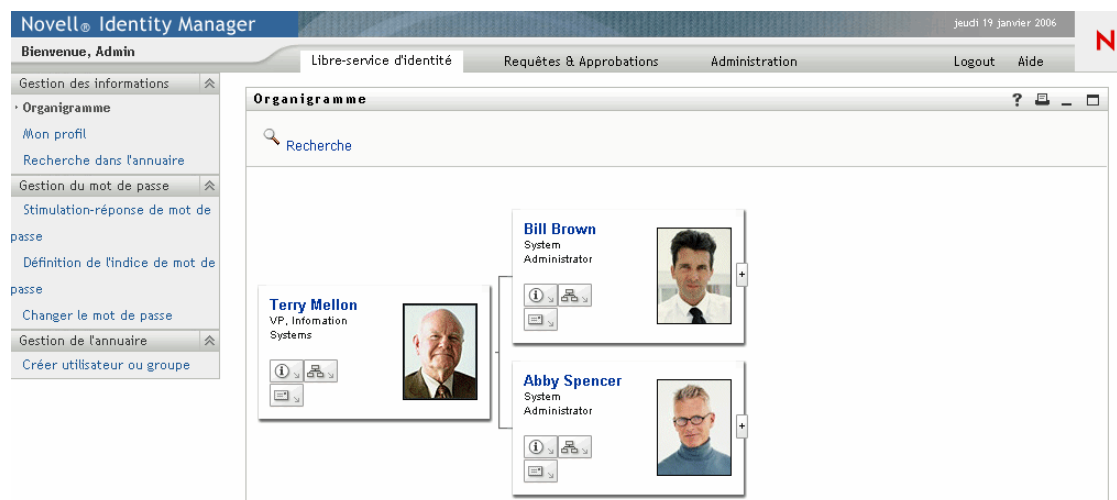 Novell® Identity Manager
jeudi 19 janvier 2006
N
Bienvenue, Admin
Libre-service d'identité
Requêtes & Approbations
Administration
Logout
Aide
Gestion des informations
Organigramme
Mon profil
Recherche dans l'annuaire
Gestion du mot de passe
Stimulation-réponse de mot de
passe
Définition de l'indice de mot de
passe
Changer le mot de passe
Gestion de l'annuaire
Créer utilisateur ou groupe
Organigramme
?
Recherche
Terry Mellon
VP, Infomation
Systems
Bill Brown
System
Administrator
+
Abby Spencer
System
Administrator
+